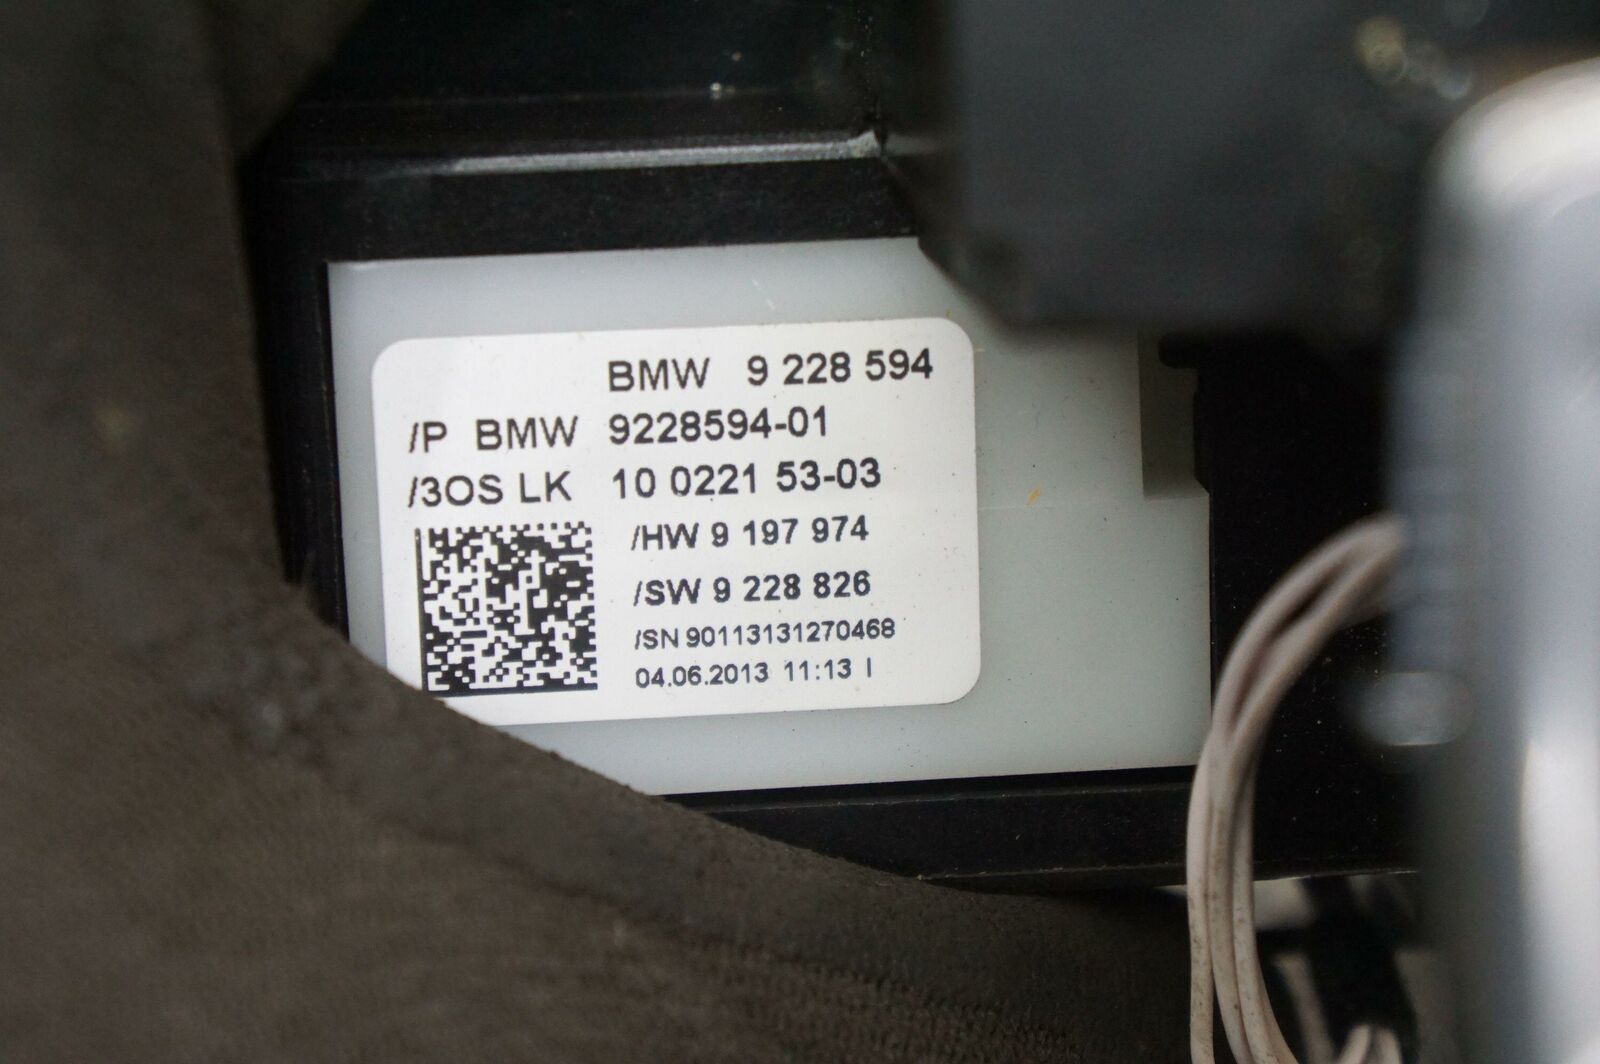 BMW 9 228 594
/P BMW 9228594-01
/3OS LK 10 0221 53-03
/HW 9 197 974
/SW 9 228 826
/SN 90113131270468
04.06.2013 11:13 I